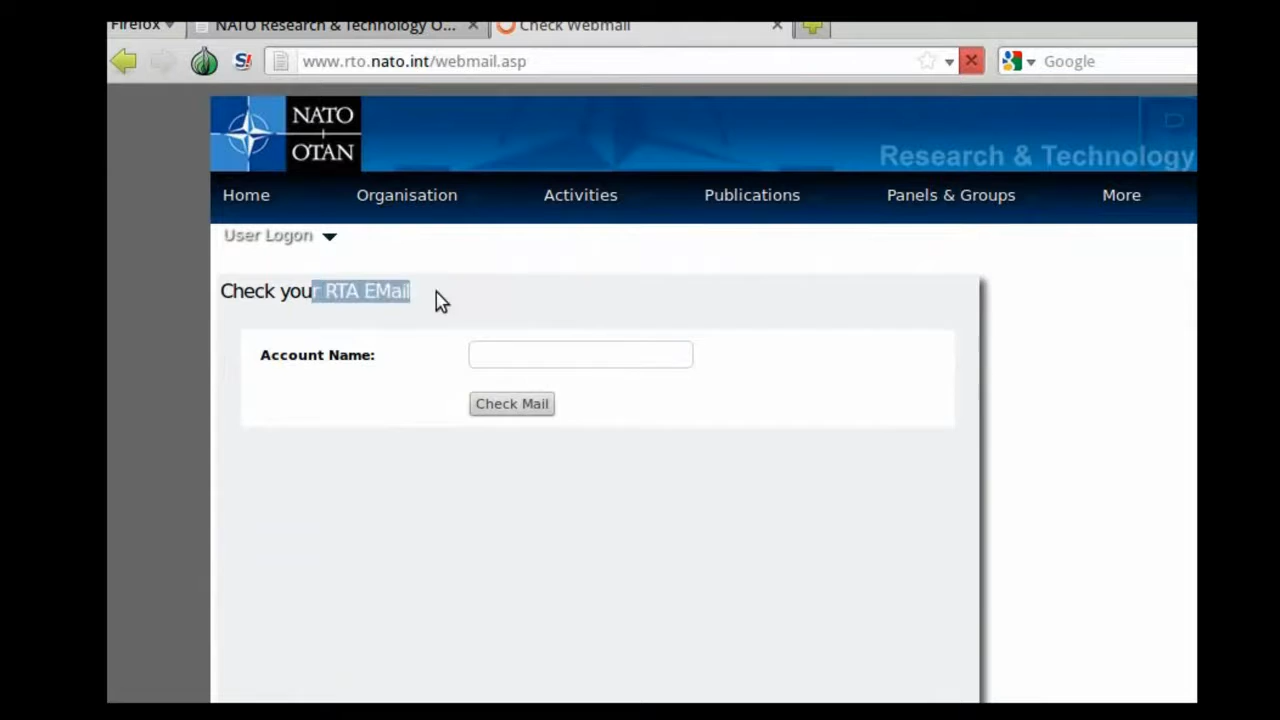 Firefox
NATO Research & Technology O...
Check Webmail
www.rto.nato.int/webmail.asp
S!
Google
NATO
OTAN
Research & Technology
Home
Organisation
Activities
Publications
Panels & Groups
More
User Logon
Check your RTA EMail
Account Name:
Check Mail